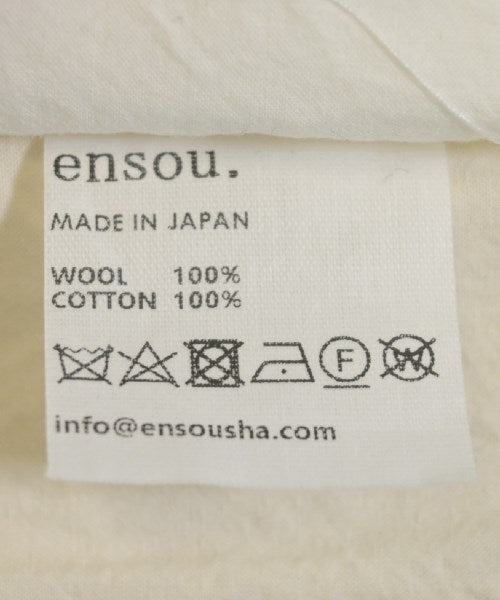 ensou.
MADE IN JAPAN
WOOL 100%
COTTON 100%
F W
info@ensousha.com